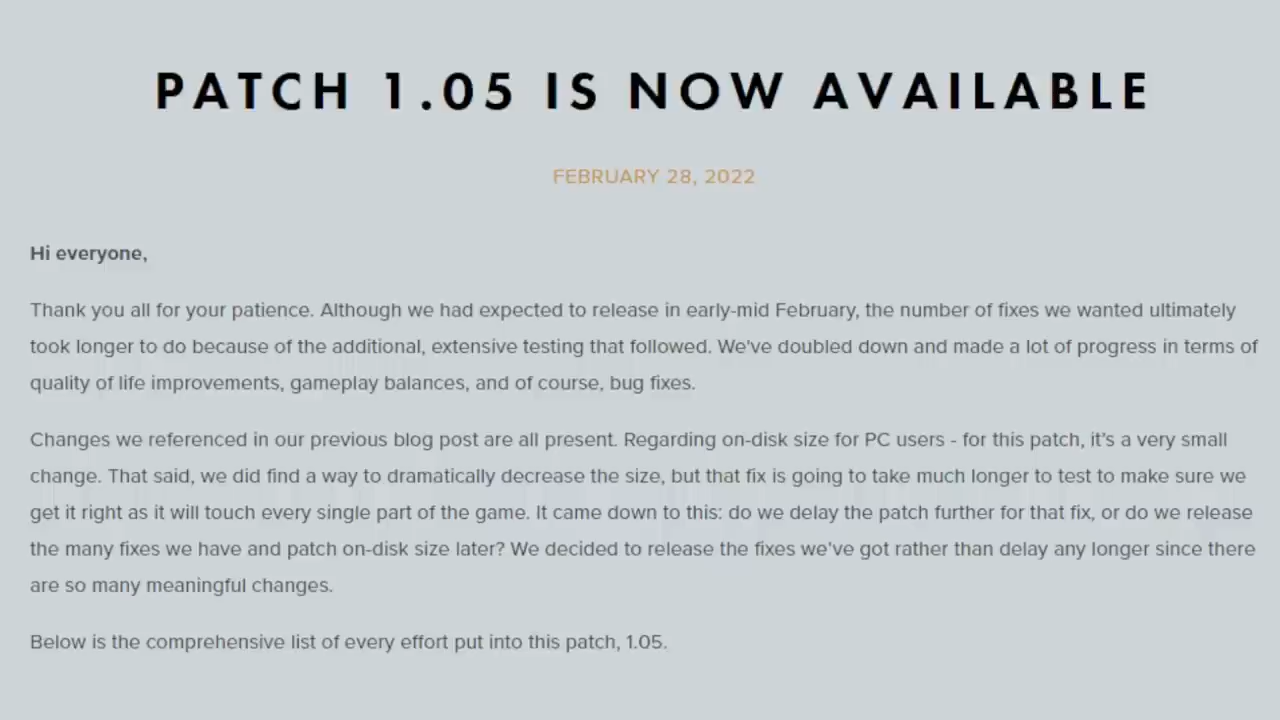 PATCH 1.05 IS NOW AVAILABLE
FEBRUARY 28, 2022
Hi everyone,
Thank you all for your patience. Although we had expected to release in early-mid February, the number of fixes we wanted ultimately
took longer to do because of the additional, extensive testing that followed. We've doubled down and made a lot of progress in terms of
quality of life improvements, gameplay balances, and of course, bug fixes.
Changes we referenced in our previous blog post are all present. Regarding on-disk size for PC users - for this patch, it's a very small
change. That said, we did find a way to dramatically decrease the size, but that fix is going to take much longer to test to make sure we
get it right as it will touch every single part of the game. It came down to this: do we delay the patch further for that fix, or do we release
the many fixes we have and patch on-disk size later? We decided to release the fixes we've got rather than delay any longer since there
are so many meaningful changes.
Below is the comprehensive list of every effort put into this patch, 1.05.